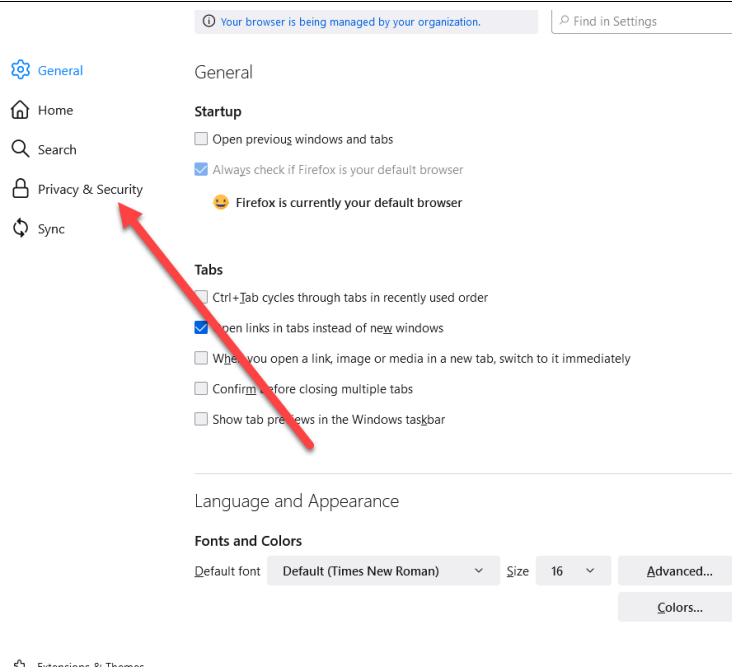 Your browser is being managed by your organization.
Find in Settings
General
Home
Search
Privacy & Security
Sync
General
Startup
Open previous windows and tabs
Always check if Firefox is your default browser
Firefox is currently your default browser
Tabs
Ctrl+Tab cycles through tabs in recently used order
Open links in tabs instead of new windows
When you open a link, image or media in a new tab, switch to it immediately
Confirm before closing multiple tabs
Show tab previews in the Windows taskbar
Language and Appearance
Fonts and Colors
Default font Default (Times New Roman) Size 16 Advanced...
Colors...
Extensions & Themes